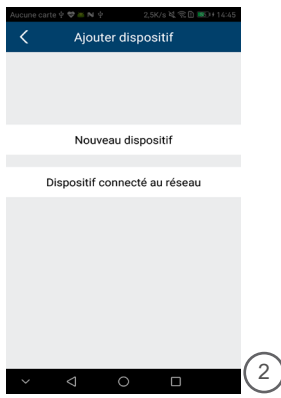 Aucune carte 2,5K/s 14:45
Ajouter dispositif
Nouveau dispositif
Dispositif connecté au réseau
2